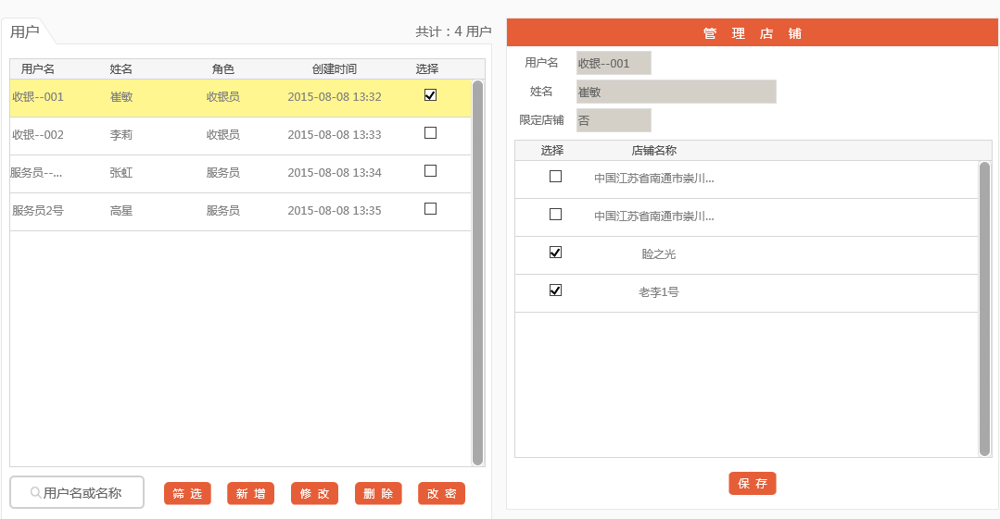 用户
共计：4 用户
用户名 姓名 角色 创建时间 选择
收银--001 崔敏 收银员 2015-08-08 13:32
收银--002 李莉 收银员 2015-08-08 13:33
服务员--... 张虹 服务员 2015-08-08 13:34
服务员2号 高星 服务员 2015-08-08 13:35
用户名或名称 筛选 新增 修改 删除 改密
管理店铺
用户名 收银--001
姓名 崔敏
限定店铺 否
选择 店铺名称
中国江苏省南通市崇川...
中国江苏省南通市崇川...
睑之光
老李1号
保存